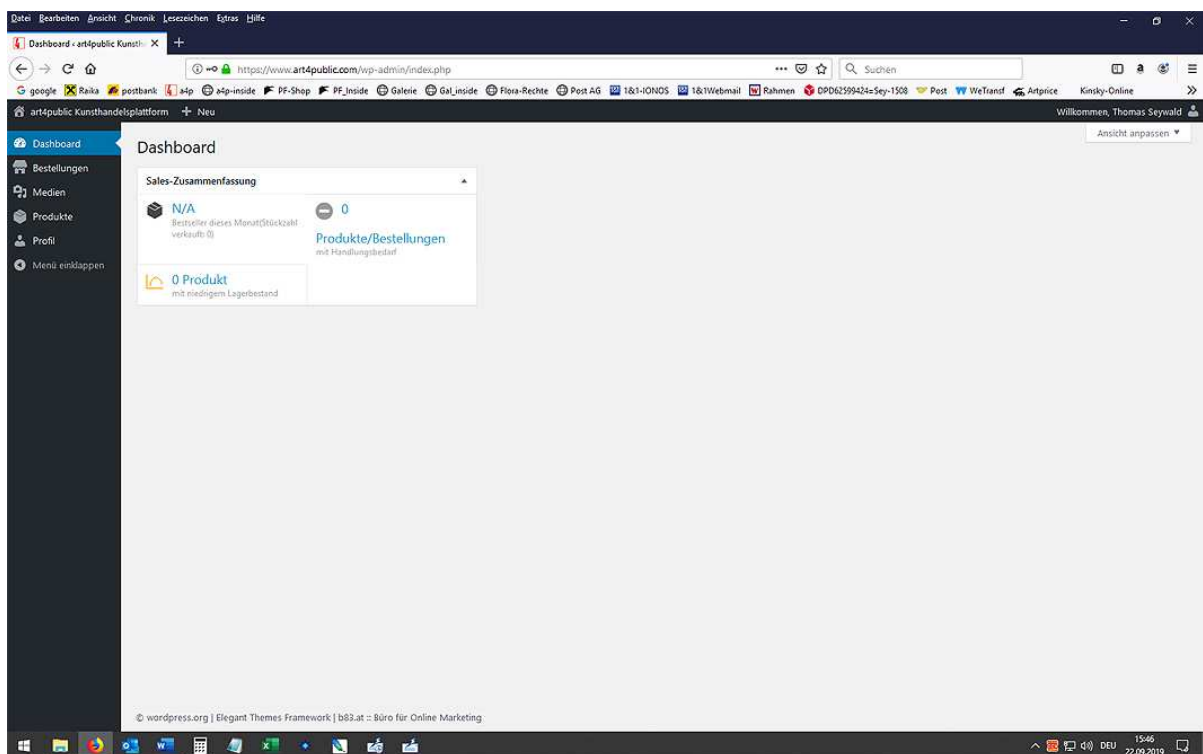 Datei Bearbeiten Ansicht Chronik Lesezeichen Extras Hilfe
Dashboard ‹ art4public Kunsth
https://www.art4public.com/wp-admin/index.php
Suchen
google Raika postbank a4p a4p-inside PF-Shop PF_Inside Galerie Gal_inside Flora-Rechte Post AG 1&1-IONOS 1&1Webmail Rahmen DPD62599424=Sey-1508 Post WeTransf Artprice Kinsky-Online
art4public Kunsthandelsplattform + Neu
Willkommen, Thomas Seywald
Ansicht anpassen
Dashboard
Bestellungen
Medien
Produkte
Profil
Menü einklappen
Dashboard
Sales-Zusammenfassung
N/A
Bestseller dieses Monat(Stückzahl
verkauft: 0)
0
Produkte/Bestellungen
mit Handlungsbedarf
0 Produkt
mit niedrigem Lagerbestand
© wordpress.org | Elegant Themes Framework | b83.at :: Büro für Online Marketing
DEU
15:46
22.09.2019